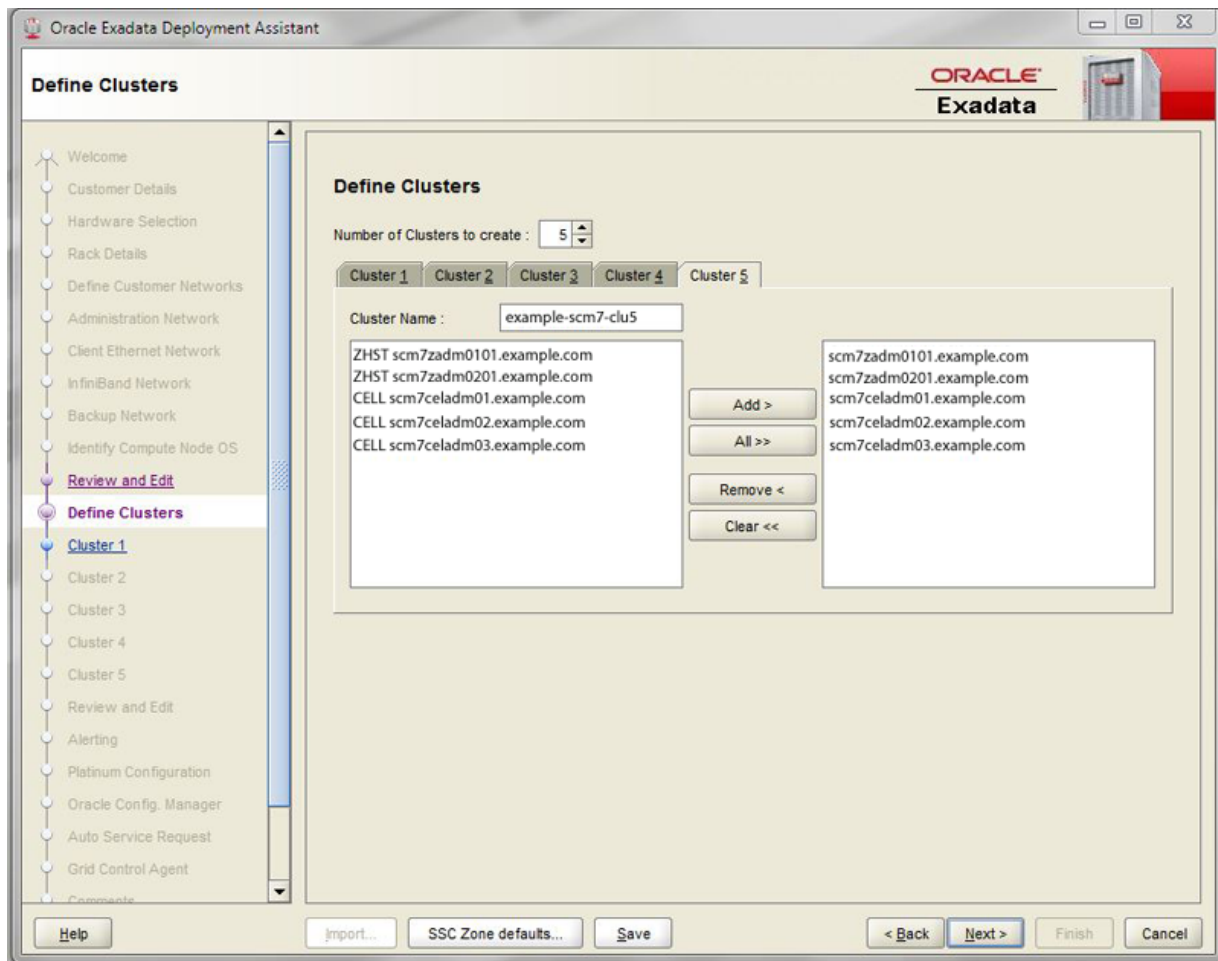 Oracle Exadata Deployment Assistant
Define Clusters
ORACLE
Exadata
Welcome
Customer Details
Hardware Selection
Rack Details
Define Customer Networks
Administration Network
Client Ethernet Network
InfiniBand Network
Backup Network
Identify Compute Node OS
Review and Edit
Define Clusters
Cluster 1
Cluster 2
Cluster 3
Cluster 4
Cluster 5
Review and Edit
Alerting
Platinum Configuration
Oracle Config. Manager
Auto Service Request
Grid Control Agent
Comments
Define Clusters
Number of Clusters to create : 5
Cluster 1 Cluster 2 Cluster 3 Cluster 4 Cluster 5
Cluster Name : example-scm7-clu5
ZHST scm7zadm0101.example.com
ZHST scm7zadm0201.example.com
CELL scm7celadm01.example.com
CELL scm7celadm02.example.com
CELL scm7celadm03.example.com
Add >
All >>
Remove <
Clear <<
scm7zadm0101.example.com
scm7zadm0201.example.com
scm7celadm01.example.com
scm7celadm02.example.com
scm7celadm03.example.com
Help Import... SSC Zone defaults... Save < Back Next > Finish Cancel